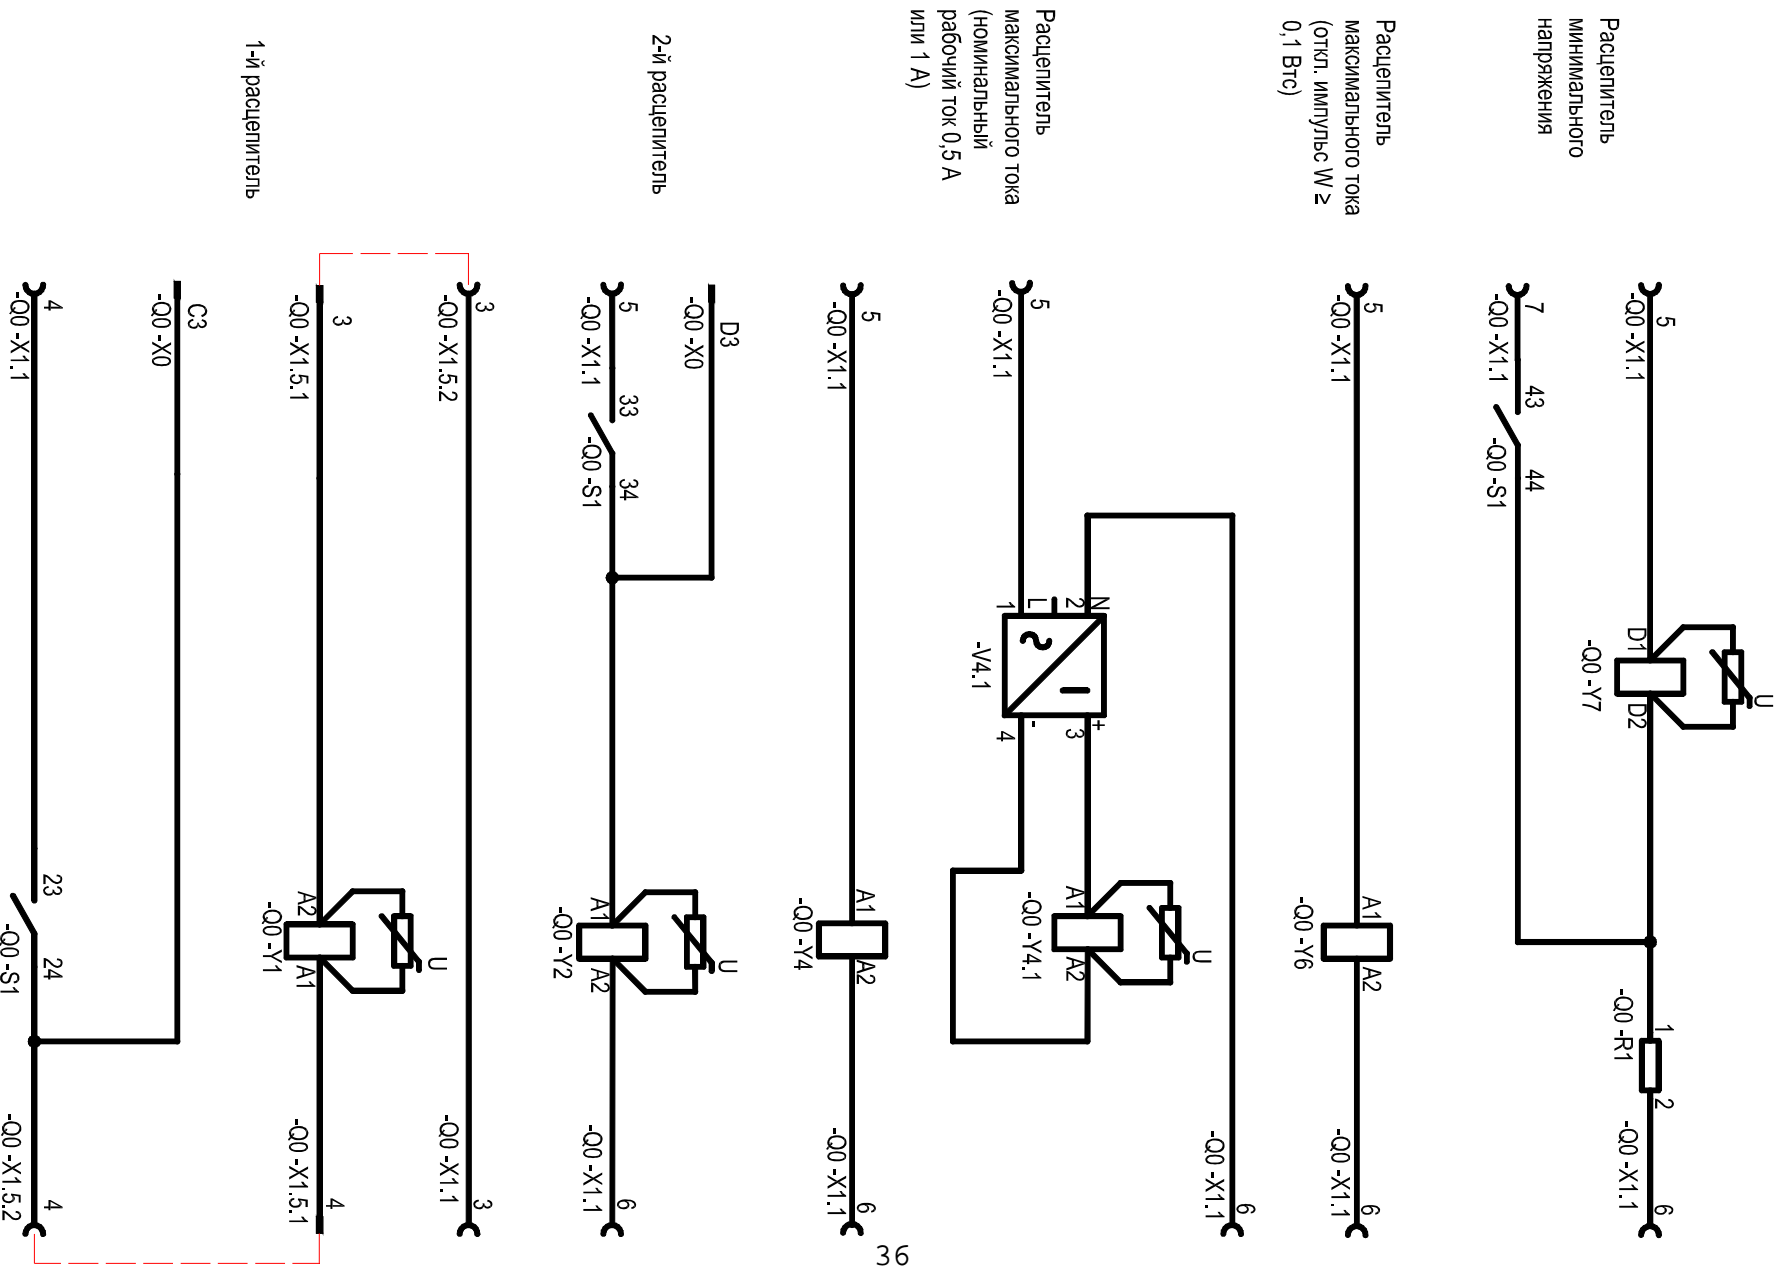 Расцепитель
минимального
напряжения
5
-Q0 -X1.1
D1
D2
-Q0 -Y7
U
1
2
-Q0 -R1
6
-Q0 -X1.1
7
-Q0 -X1.1
43
44
-Q0 -S1
Расцепитель
максимального тока
(откл. импульс W ≥
0,1 Втс)
5
-Q0 -X1.1
A1
A2
-Q0 -Y6
6
-Q0 -X1.1
Расцепитель
максимального тока
(номинальный
рабочий ток 0,5 А
или 1 А)
5
-Q0 -X1.1
N
2
L
1
-V4.1
+
3
-
4
A1
A2
-Q0 -Y4.1
U
6
-Q0 -X1.1
5
-Q0 -X1.1
A1
A2
-Q0 -Y4
6
-Q0 -X1.1
2-й расцепитель
D3
-Q0 -X0
5
-Q0 -X1.1
33
34
-Q0 -S1
A1
A2
-Q0 -Y2
U
6
-Q0 -X1.1
1-й расцепитель
3
-Q0 -X1.5.2
3
-Q0 -X1.1
3
-Q0 -X1.5.1
A2
A1
-Q0 -Y1
U
4
-Q0 -X1.5.1
C3
-Q0 -X0
4
-Q0 -X1.1
23
24
-Q0 -S1
4
-Q0 -X1.5.2
36